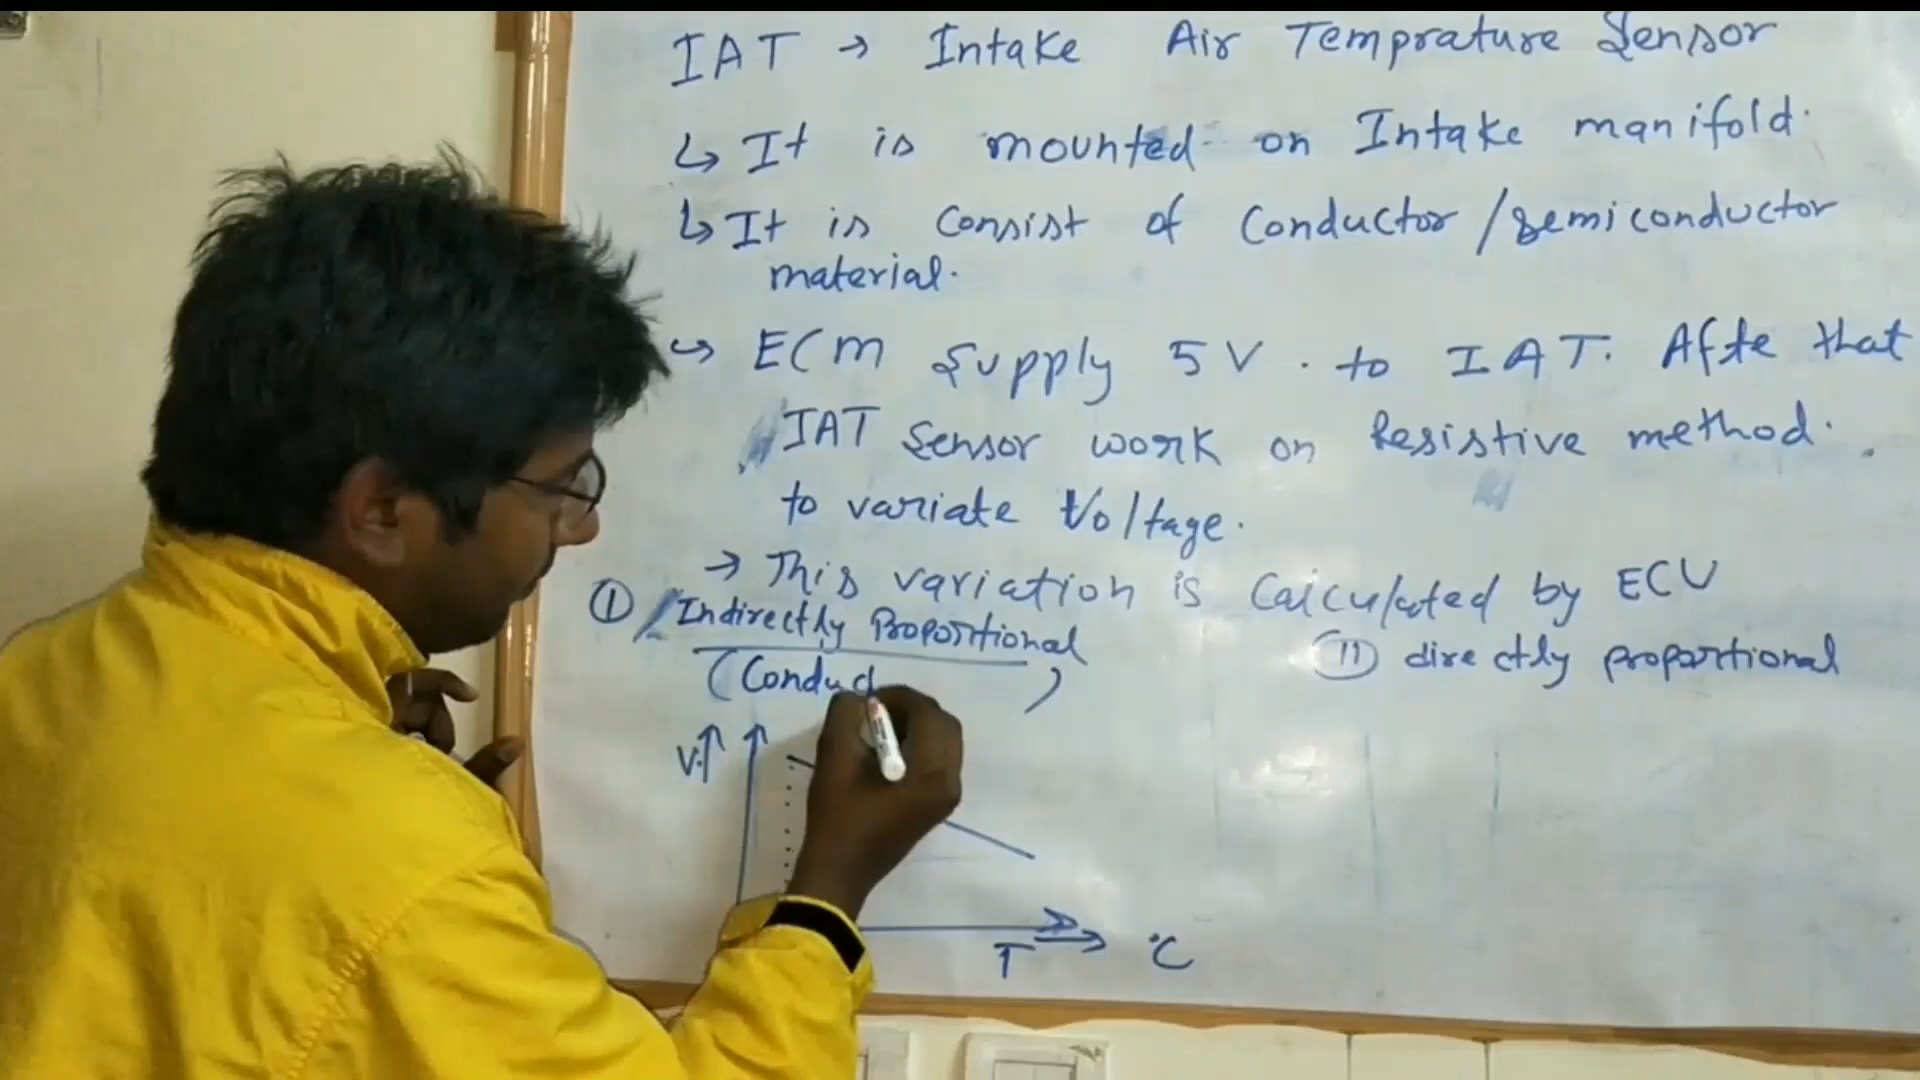 IAT → Intake Air Temprature Sensor
↳ It is mounted on Intake manifold.
↳ It is Consist of Conductor / Semiconductor
material.
↪ ECM Supply 5V. to IAT. Afte that
IAT Sensor work on Resistive method.
to variate Voltage.
→ This variation is Calculated by ECU
① Indirectly Proportional
(Conduct )
V↑
T → °C
⑪ directly proportional